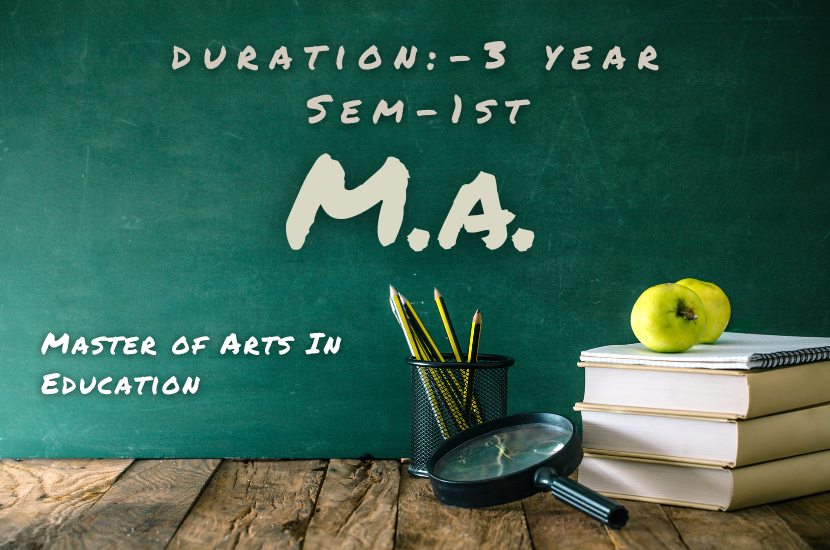 Duration:-3 year
Sem-1st
M.A.
Master of Arts In
Education